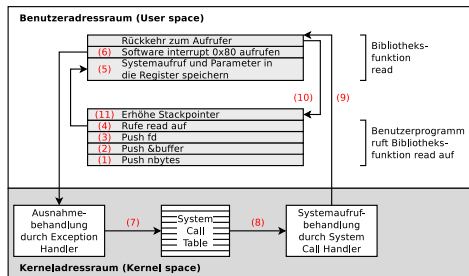 Benutzeradressraum (User space)
Rückkehr zum Aufrufer
(6) Software interrupt 0x80 aufrufen
(5) Systemaufruf und Parameter in
die Register speichern
Bibliotheks-
funktion
read
(10)
(9)
(11) Erhöhe Stackpointer
(4) Rufe read auf
(3) Push fd
(2) Push &buffer
(1) Push nbytes
Benutzerprogramm
ruft Bibliotheks-
funktion read auf
Ausnahme-
behandlung
durch Exception
Handler
(7)
System
Call
Table
(8)
Systemaufruf-
behandlung
durch System
Call Handler
Kerneladressraum (Kernel space)